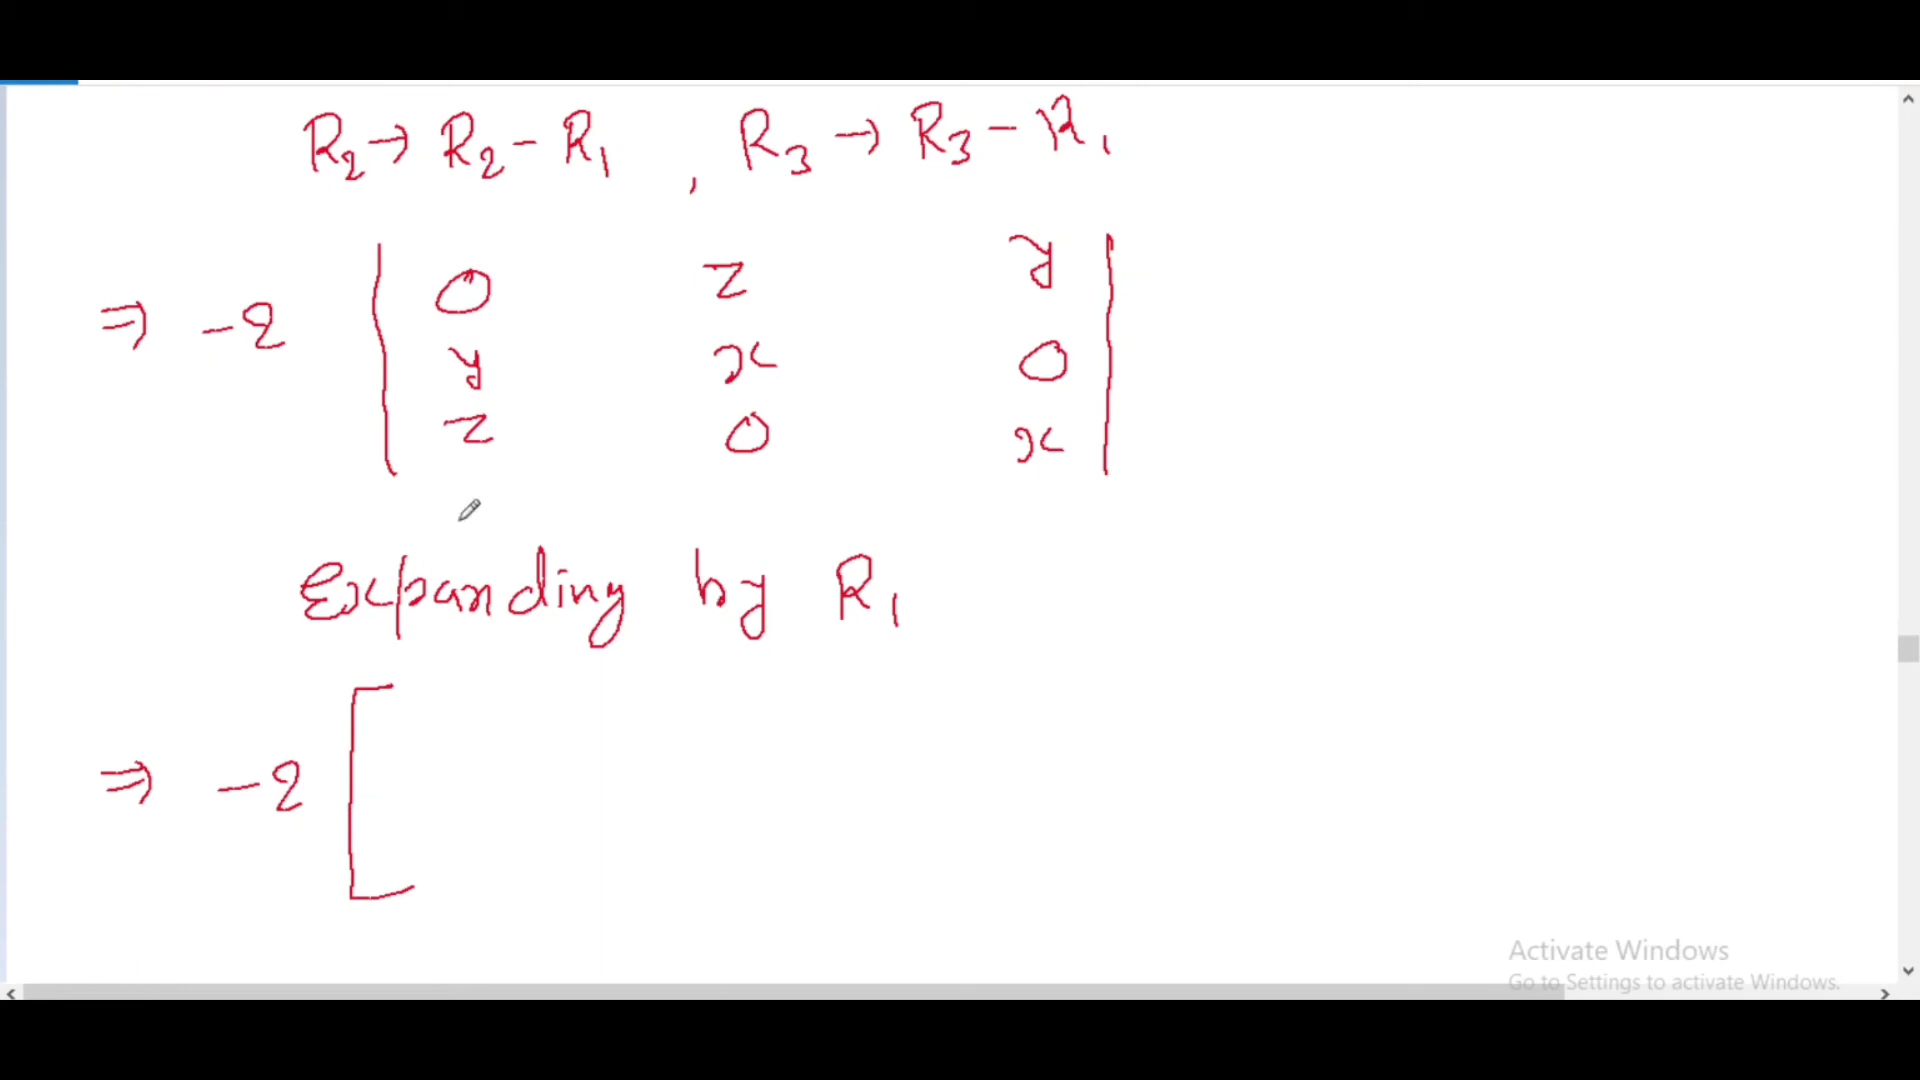 R₂ → R₂ - R₁ , R₃ → R₃ - R₁
⇒ -2 | 0 z y |
| y x 0 |
| z 0 x |
Expanding by R₁
⇒ -2 [
Activate Windows
Go to Settings to activate Windows.